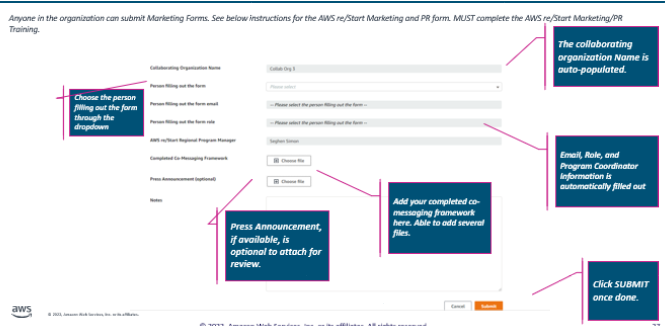 Anyone in the organization can submit Marketing Forms. See below instructions for the AWS re/Start Marketing and PR form. MUST complete the AWS re/Start Marketing/PR
Training.
The collaborating
organization Name is
auto-populated.
Collaborating Organization Name
Collab Org 3
Person filling out the form
Please select
Choose the person
filling out the form
through the
dropdown
Person filling out the form email
-- Please select the person filling out the form --
Person filling out the form role
-- Please select the person filling out the form --
AWS re/Start Regional Program Manager
Completed Co-Messaging Framework
Choose File
Press Announcement (optional)
Choose File
Email, Role, and
Program Coordinator
information is
automatically filled out
Notes
Add your completed co-
messaging framework
here. Able to add several
files.
Press Announcement,
if available, is
optional to attach for
review.
Click SUBMIT
once done.
Cancel
Submit
aws
© 2022, Amazon Web Services, Inc. or its affiliates.
© 2022, Amazon Web Services, Inc. or its affiliates. All rights reserved.